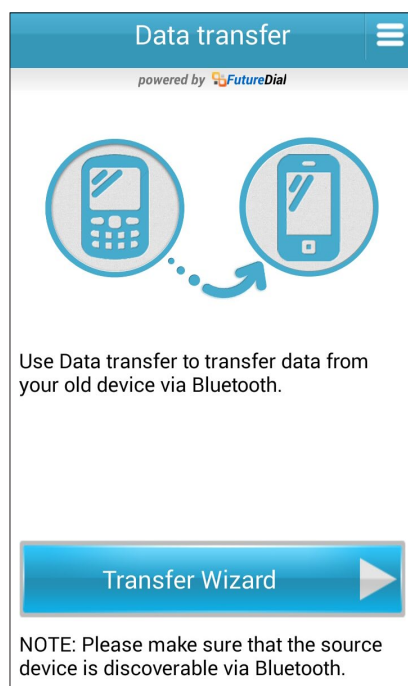 Data transfer
powered by FutureDial
Use Data transfer to transfer data from
your old device via Bluetooth.
Transfer Wizard
NOTE: Please make sure that the source
device is discoverable via Bluetooth.